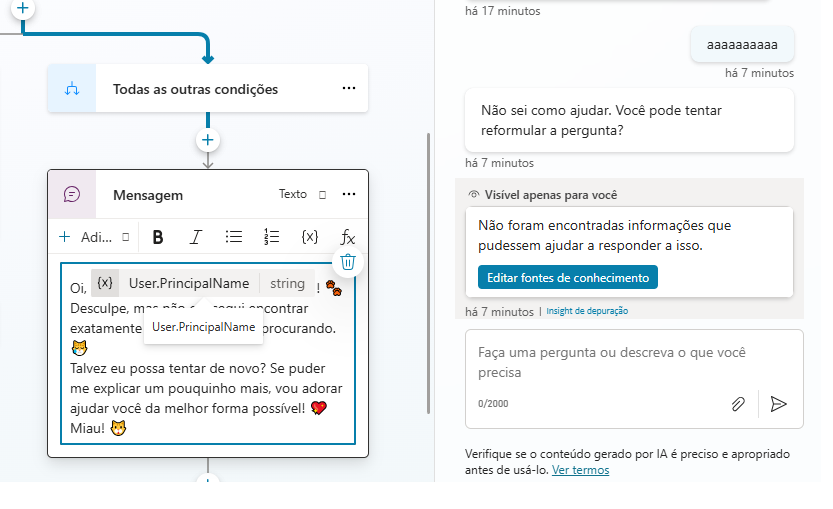 Todas as outras condições
Mensagem
Texto
Adi...
B
I
{x}
fx
Oi, {x} User.PrincipalName string !
Desculpe, mas não encontrar
exatamente procurando.
User.PrincipalName
Talvez eu possa tentar de novo? Se puder
me explicar um pouquinho mais, vou adorar
ajudar você da melhor forma possível!
Miau!
há 17 minutos
aaaaaaaaaa
há 7 minutos
Não sei como ajudar. Você pode tentar
reformular a pergunta?
há 7 minutos
Visível apenas para você
Não foram encontradas informações que
pudessem ajudar a responder a isso.
Editar fontes de conhecimento
há 7 minutos | Insight de depuração
Faça uma pergunta ou descreva o que você
precisa
0/2000
Verifique se o conteúdo gerado por IA é preciso e apropriado
antes de usá-lo. Ver termos